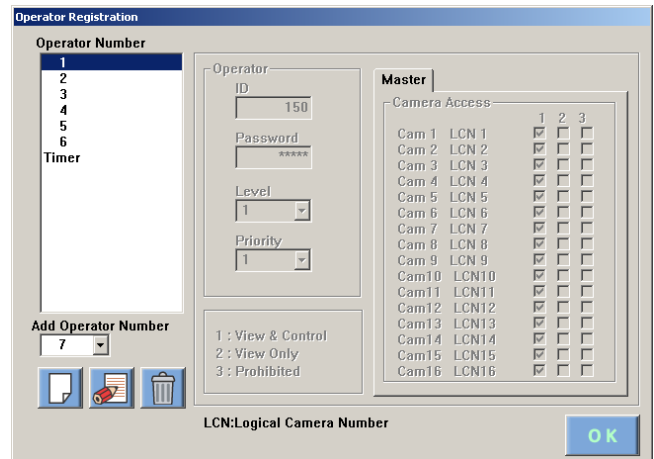 Operator Registration
Operator Number
1
2
3
4
5
6
Timer
Add Operator Number
7
Operator
ID
150
Password
*****
Level
1
Priority
1
1 : View & Control
2 : View Only
3 : Prohibited
Master
Camera Access
1 2 3
Cam 1 LCN 1
Cam 2 LCN 2
Cam 3 LCN 3
Cam 4 LCN 4
Cam 5 LCN 5
Cam 6 LCN 6
Cam 7 LCN 7
Cam 8 LCN 8
Cam 9 LCN 9
Cam10 LCN10
Cam11 LCN11
Cam12 LCN12
Cam13 LCN13
Cam14 LCN14
Cam15 LCN15
Cam16 LCN16
LCN:Logical Camera Number
OK